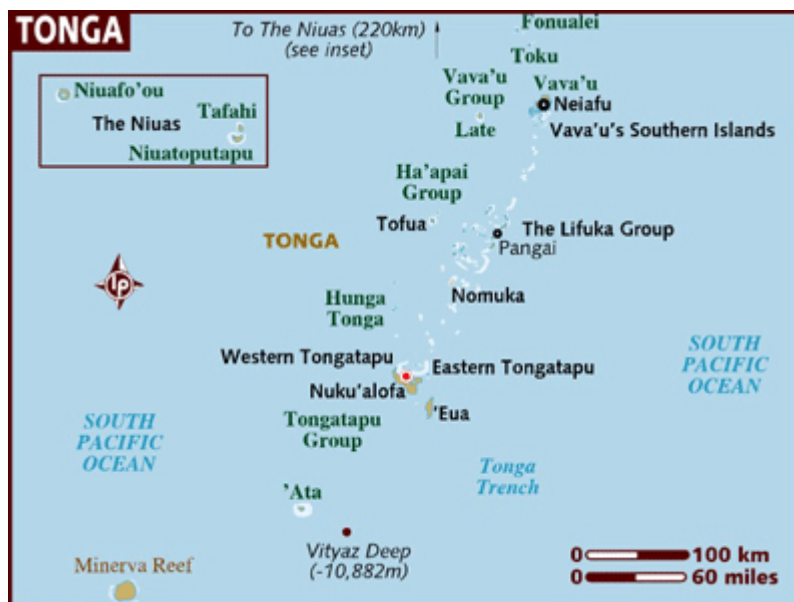 TONGA
To The Niuas (220km)
(see inset)
Fonualei
Toku
Vava'u
Vava'u
Group
Neiafu
Late
Vava'u's Southern Islands
Niuafo'ou
The Niuas
Tafahi
Niuatoputapu
Ha'apai
Group
Tofua
The Lifuka Group
Pangai
TONGA
lp
Nomuka
Hunga
Tonga
Western Tongatapu
Eastern Tongatapu
Nuku'alofa
'Eua
SOUTH
PACIFIC
OCEAN
SOUTH
PACIFIC
OCEAN
Tongatapu
Group
Tonga
Trench
'Ata
Vityaz Deep
(-10,882m)
Minerva Reef
0 100 km
0 60 miles